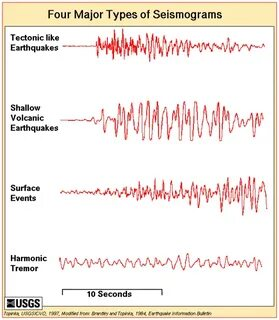 Four Major Types of Seismograms
Tectonic like
Earthquakes
Shallow
Volcanic
Earthquakes
Surface
Events
Harmonic
Tremor
10 Seconds
USGS
Topinka, USGS/CVO, 1997, Modified from: Brantley and Topinka, 1984, Earthquake Information Bulletin